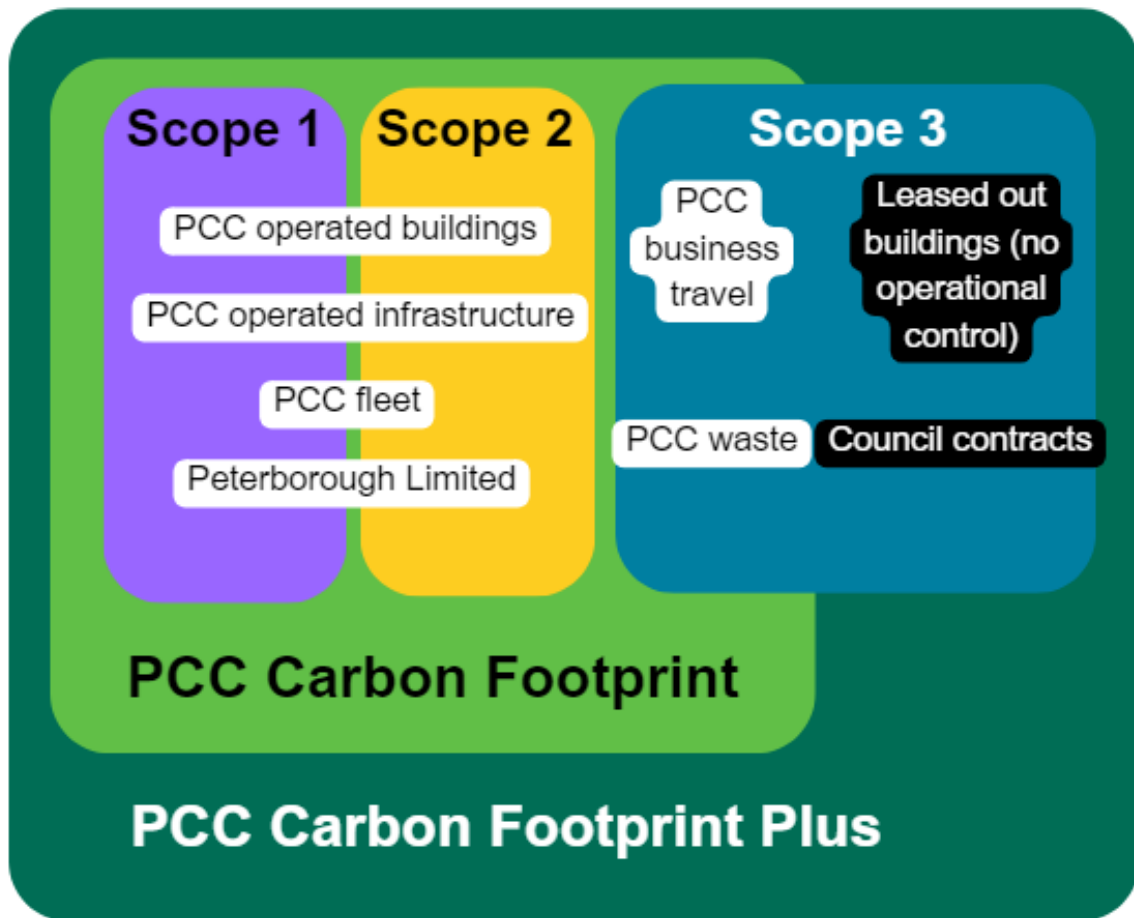 Scope 1
Scope 2
Scope 3
PCC operated buildings
PCC operated infrastructure
PCC fleet
Peterborough Limited
PCC
business
travel
Leased out
buildings (no
operational
control)
PCC waste
Council contracts
PCC Carbon Footprint
PCC Carbon Footprint Plus